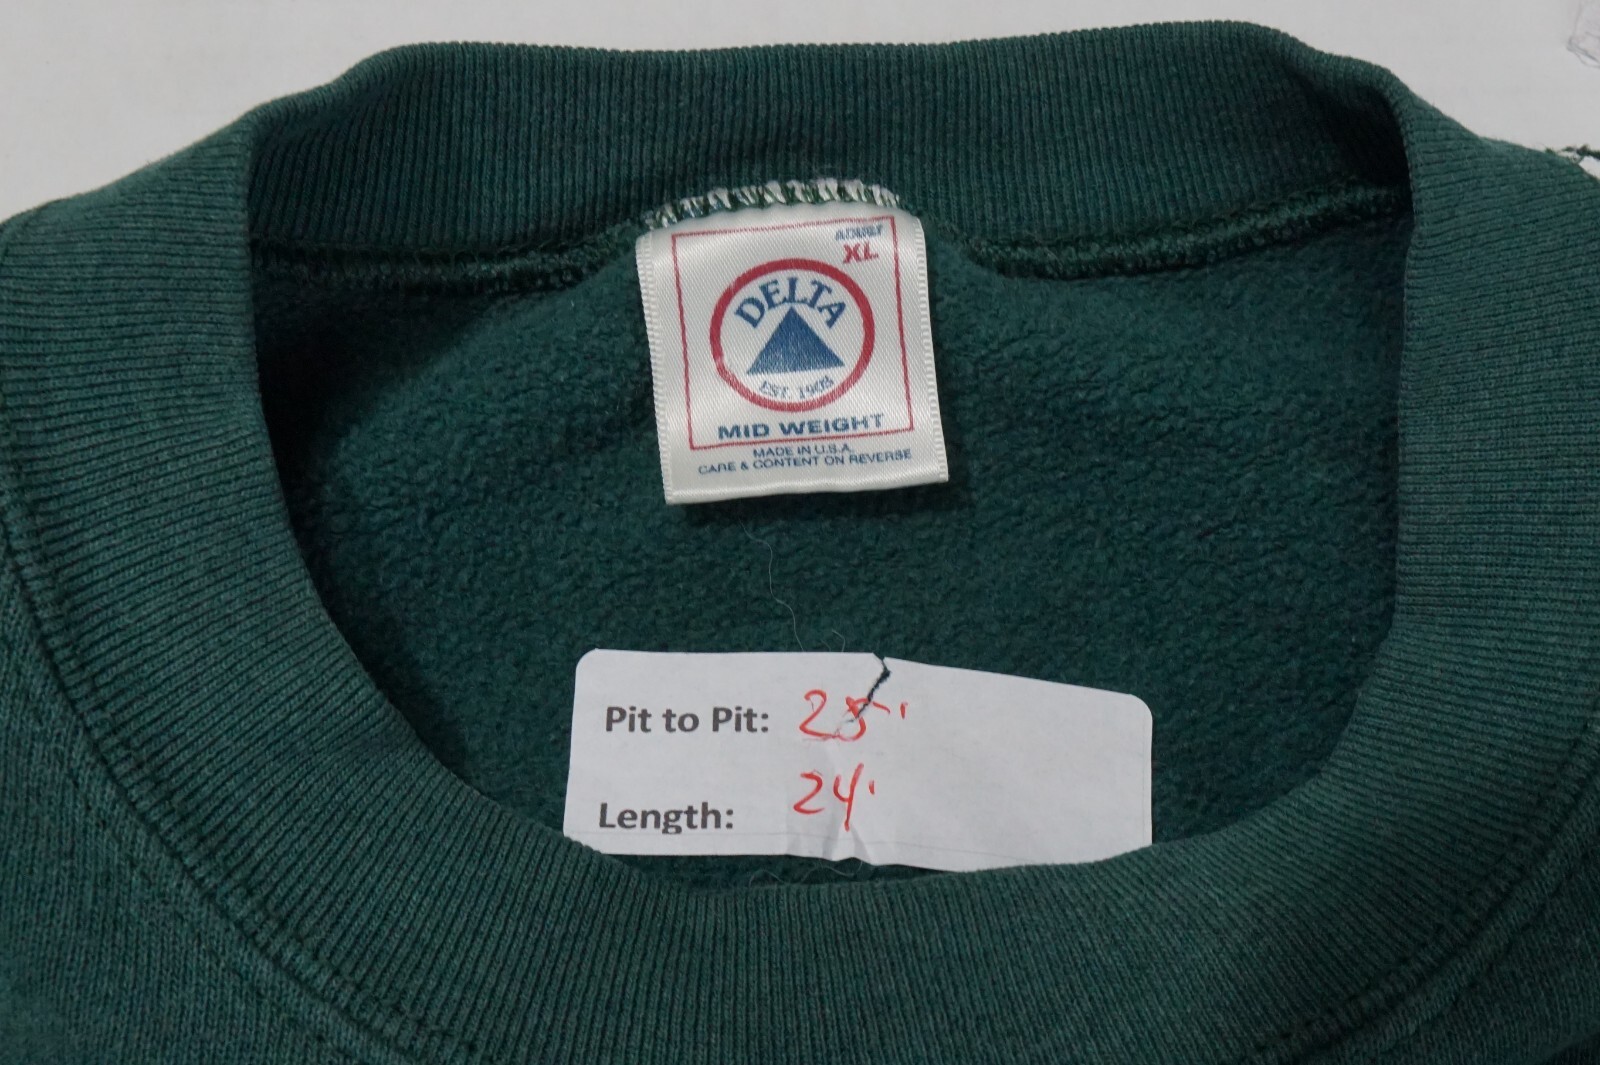 ADULT
XL
DELTA
EST. 1903
MID WEIGHT
MADE IN U.S.A.
CARE & CONTENT ON REVERSE
Pit to Pit: 25"
Length: 24"